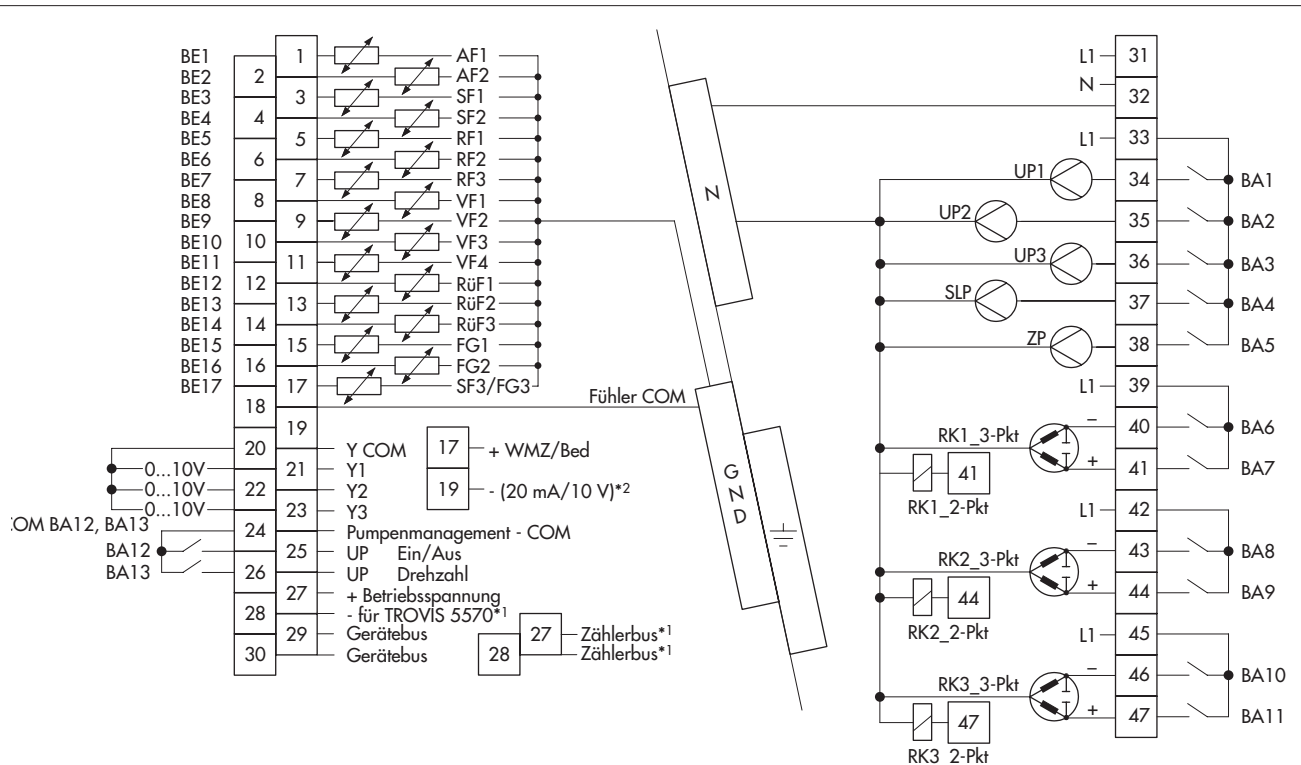 BE1 1 AF1
BE2 2 AF2
BE3 3 SF1
BE4 4 SF2
BE5 5 RF1
BE6 6 RF2
BE7 7 RF3
BE8 8 VF1
BE9 9 VF2
BE10 10 VF3
BE11 11 VF4
BE12 12 RüF1
BE13 13 RüF2
BE14 14 RüF3
BE15 15 FG1
BE16 16 FG2
BE17 17 SF3/FG3
18 Fühler COM
19
20 Y COM
0...10V 21 Y1
0...10V 22 Y2
0...10V 23 Y3
OM BA12, BA13 24 Pumpenmanagement - COM
BA12 25 UP Ein/Aus
BA13 26 UP Drehzahl
27 + Betriebsspannung
28 - für TROVIS 5570*1
29 Gerätebus
30 Gerätebus
17 + WMZ/Bed
19 - (20 mA/10 V)*2
27 Zählerbus*1
28 Zählerbus*1
N
GND
L1 31
N 32
L1 33
UP1 34 BA1
UP2 35 BA2
UP3 36 BA3
SLP 37 BA4
ZP 38 BA5
L1 39
RK1_3-Pkt − 40 BA6
+ 41 BA7
41
RK1_2-Pkt
L1 42
RK2_3-Pkt − 43 BA8
+ 44 BA9
44
RK2_2-Pkt
L1 45
RK3_3-Pkt − 46 BA10
+ 47 BA11
47
RK3_2-Pkt